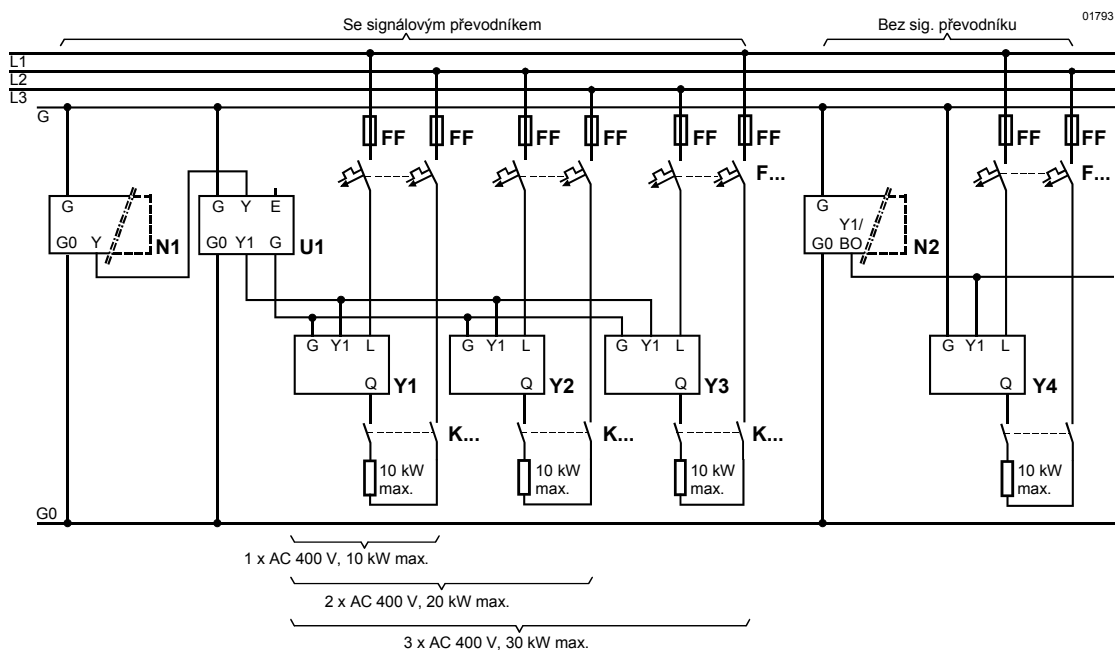 01793
Se signálovým převodníkem
Bez sig. převodníku
L1
L2
L3
G
FF FF FF FF FF FF FF FF
F... F...
G
G0 Y
N1
G Y E
G0 Y1 G
U1
G
Y1/
G0 BO
N2
G Y1 L
Q
Y1
G Y1 L
Q
Y2
G Y1 L
Q
Y3
G Y1 L
Q
Y4
K... K... K...
10 kW
max.
10 kW
max.
10 kW
max.
10 kW
max.
G0
1 x AC 400 V, 10 kW max.
2 x AC 400 V, 20 kW max.
3 x AC 400 V, 30 kW max.